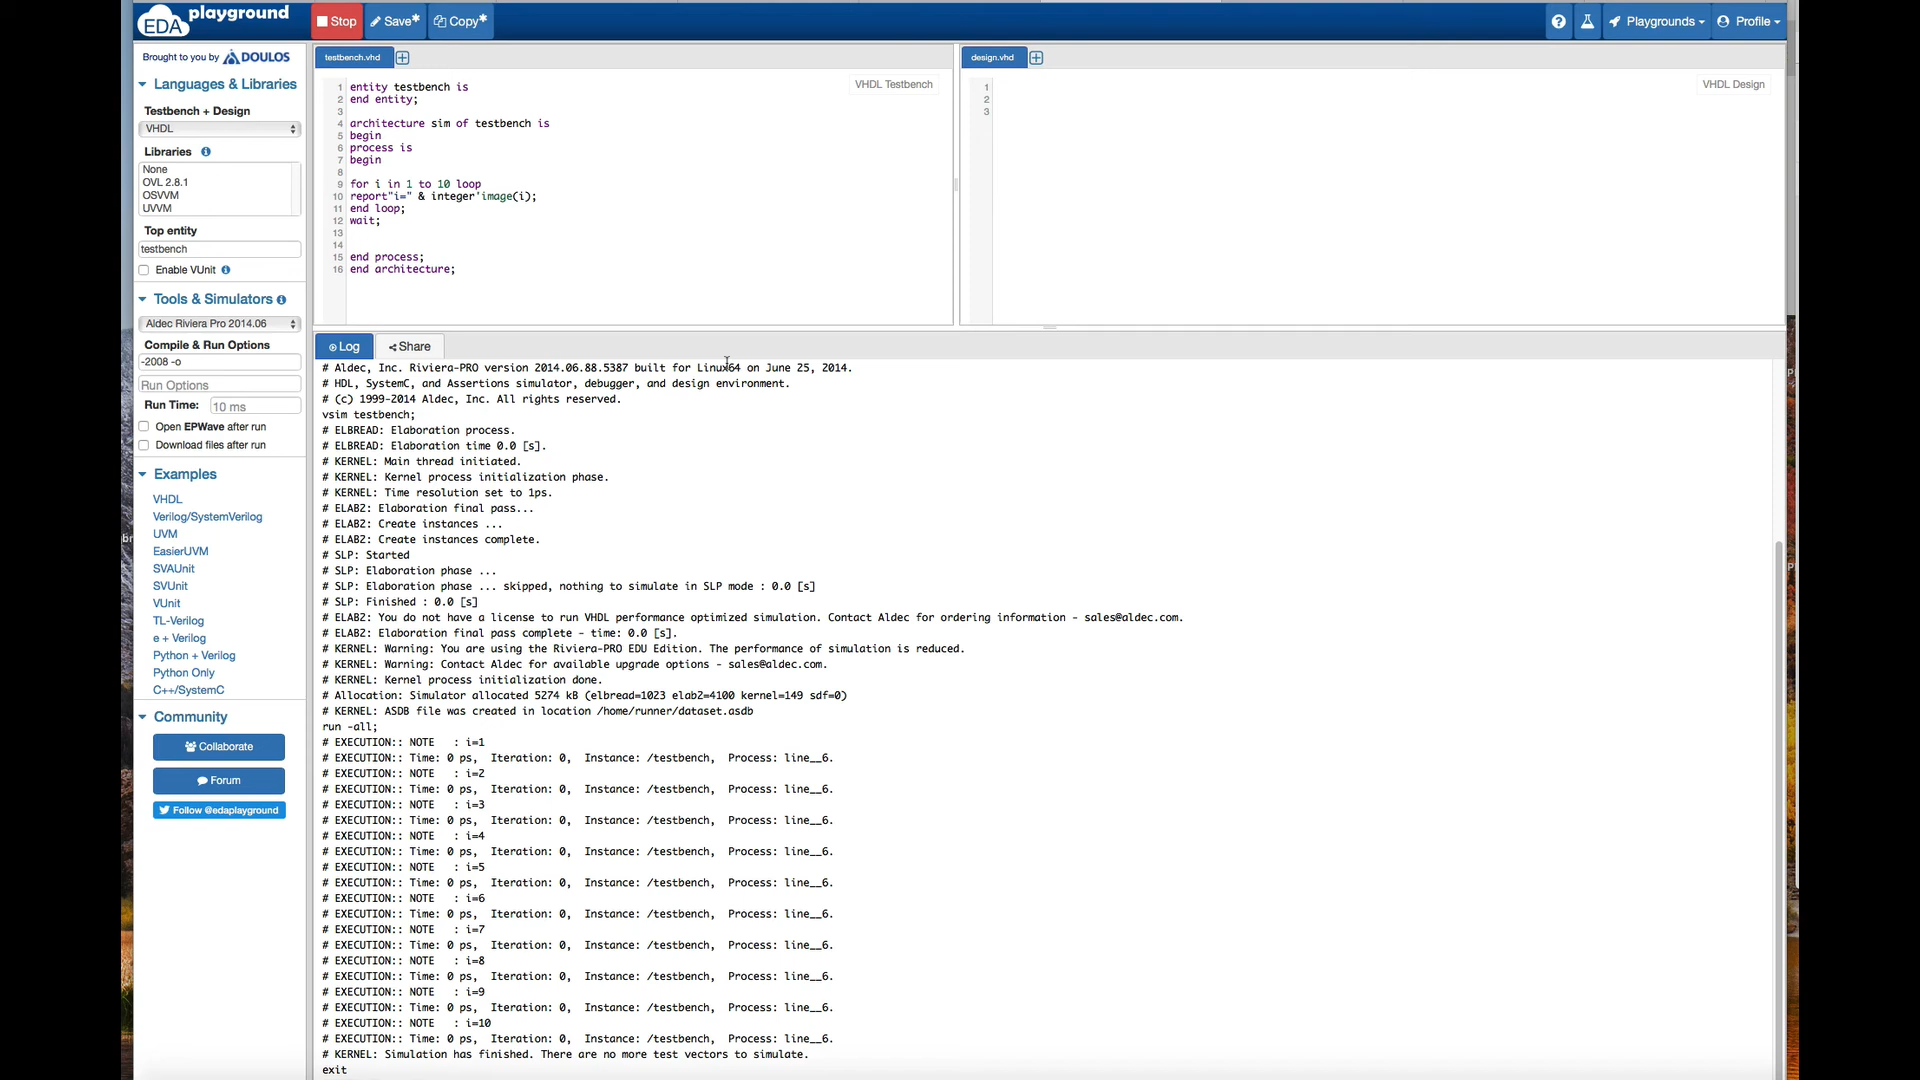 EDA playground
Stop
Save*
Copy*
Playgrounds
Profile
Brought to you by DOULOS
Languages & Libraries
Testbench + Design
VHDL
Libraries
None
OVL 2.8.1
OSVVM
UVVM
Top entity
testbench
Enable VUnit
Tools & Simulators
Aldec Riviera Pro 2014.06
Compile & Run Options
-2008 -o
Run Options
Run Time: 10 ms
Open EPWave after run
Download files after run
Examples
VHDL
Verilog/SystemVerilog
UVM
EasierUVM
SVAUnit
SVUnit
VUnit
TL-Verilog
e + Verilog
Python + Verilog
Python Only
C++/SystemC
Community
Collaborate
Forum
Follow @edaplayground
testbench.vhd
VHDL Testbench
1 entity testbench is
2 end entity;
3
4 architecture sim of testbench is
5 begin
6 process is
7 begin
8
9 for i in 1 to 10 loop
10 report"i=" & integer'image(i);
11 end loop;
12 wait;
13
14
15 end process;
16 end architecture;
design.vhd
VHDL Design
1
2
3
Log
Share
# Aldec, Inc. Riviera-PRO version 2014.06.88.5387 built for Linux64 on June 25, 2014.
# HDL, SystemC, and Assertions simulator, debugger, and design environment.
# (c) 1999-2014 Aldec, Inc. All rights reserved.
vsim testbench;
# ELBREAD: Elaboration process.
# ELBREAD: Elaboration time 0.0 [s].
# KERNEL: Main thread initiated.
# KERNEL: Kernel process initialization phase.
# KERNEL: Time resolution set to 1ps.
# ELAB2: Elaboration final pass...
# ELAB2: Create instances ...
# ELAB2: Create instances complete.
# SLP: Started
# SLP: Elaboration phase ...
# SLP: Elaboration phase ... skipped, nothing to simulate in SLP mode : 0.0 [s]
# SLP: Finished : 0.0 [s]
# ELAB2: You do not have a license to run VHDL performance optimized simulation. Contact Aldec for ordering information - sales@aldec.com.
# ELAB2: Elaboration final pass complete - time: 0.0 [s].
# KERNEL: Warning: You are using the Riviera-PRO EDU Edition. The performance of simulation is reduced.
# KERNEL: Warning: Contact Aldec for available upgrade options - sales@aldec.com.
# KERNEL: Kernel process initialization done.
# Allocation: Simulator allocated 5274 kB (elbread=1023 elab2=4100 kernel=149 sdf=0)
# KERNEL: ASDB file was created in location /home/runner/dataset.asdb
run -all;
# EXECUTION:: NOTE : i=1
# EXECUTION:: Time: 0 ps, Iteration: 0, Instance: /testbench, Process: line__6.
# EXECUTION:: NOTE : i=2
# EXECUTION:: Time: 0 ps, Iteration: 0, Instance: /testbench, Process: line__6.
# EXECUTION:: NOTE : i=3
# EXECUTION:: Time: 0 ps, Iteration: 0, Instance: /testbench, Process: line__6.
# EXECUTION:: NOTE : i=4
# EXECUTION:: Time: 0 ps, Iteration: 0, Instance: /testbench, Process: line__6.
# EXECUTION:: NOTE : i=5
# EXECUTION:: Time: 0 ps, Iteration: 0, Instance: /testbench, Process: line__6.
# EXECUTION:: NOTE : i=6
# EXECUTION:: Time: 0 ps, Iteration: 0, Instance: /testbench, Process: line__6.
# EXECUTION:: NOTE : i=7
# EXECUTION:: Time: 0 ps, Iteration: 0, Instance: /testbench, Process: line__6.
# EXECUTION:: NOTE : i=8
# EXECUTION:: Time: 0 ps, Iteration: 0, Instance: /testbench, Process: line__6.
# EXECUTION:: NOTE : i=9
# EXECUTION:: Time: 0 ps, Iteration: 0, Instance: /testbench, Process: line__6.
# EXECUTION:: NOTE : i=10
# EXECUTION:: Time: 0 ps, Iteration: 0, Instance: /testbench, Process: line__6.
# KERNEL: Simulation has finished. There are no more test vectors to simulate.
exit